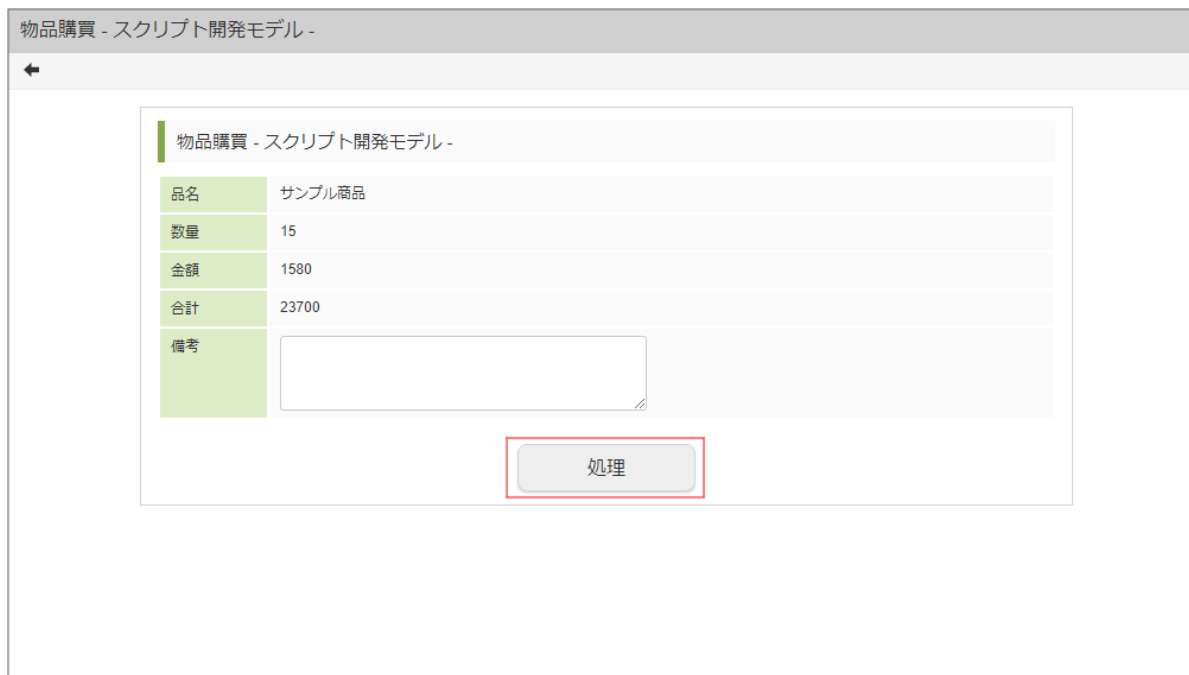 物品購買 - スクリプト開発モデル -
物品購買 - スクリプト開発モデル -
品名 サンプル商品
数量 15
金額 1580
合計 23700
備考
処理